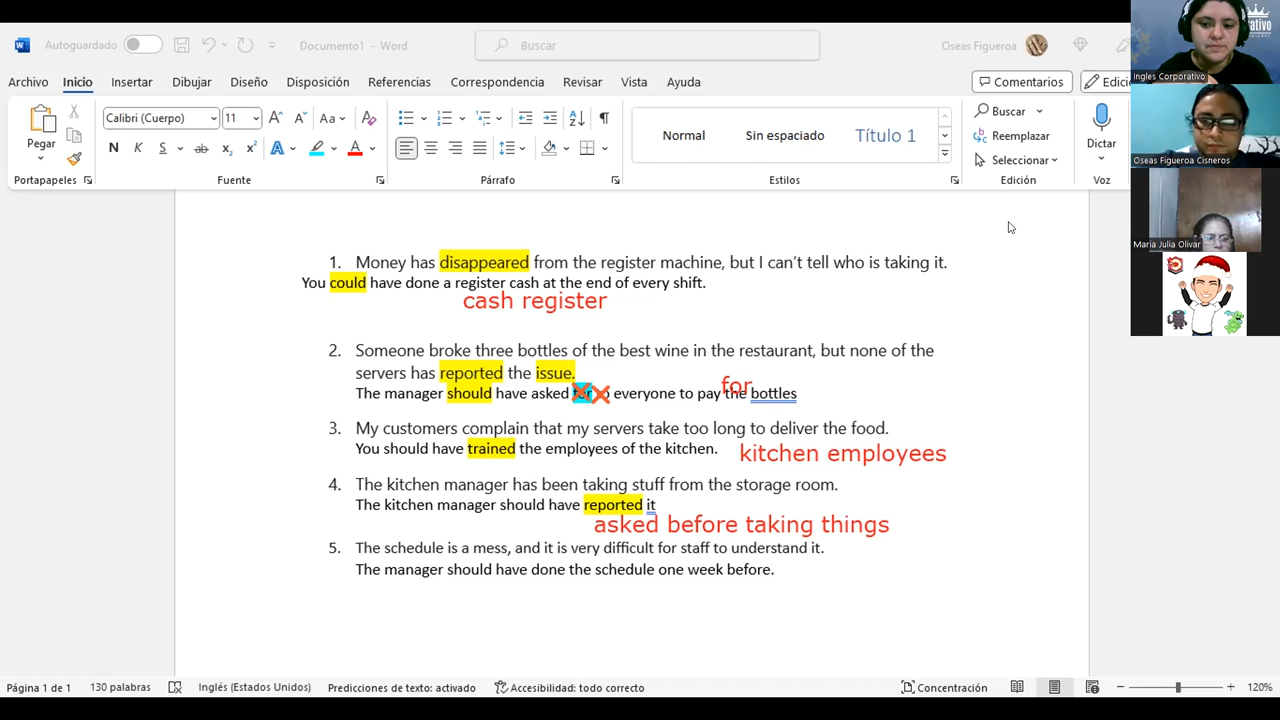 Autoguardado
Documento1 - Word
Buscar
Oseas Figueroa
Archivo Inicio Insertar Dibujar Diseño Disposición Referencias Correspondencia Revisar Vista Ayuda
Comentarios
Edici
Pegar
Calibri (Cuerpo) 11
Aa
N K S ab x₂ x² A A
Normal
Sin espaciado
Título 1
Buscar
Reemplazar
Seleccionar
Dictar
Portapapeles
Fuente
Párrafo
Estilos
Edición
Voz
Ingles Corporativo
Oseas Figueroa Cisneros
Maria Julia Olivar
1. Money has disappeared from the register machine, but I can't tell who is taking it.
You could have done a register cash at the end of every shift.
cash register
2. Someone broke three bottles of the best wine in the restaurant, but none of the
servers has reported the issue.
for
The manager should have asked for to everyone to pay the bottles
3. My customers complain that my servers take too long to deliver the food.
You should have trained the employees of the kitchen.
kitchen employees
4. The kitchen manager has been taking stuff from the storage room.
The kitchen manager should have reported it
asked before taking things
5. The schedule is a mess, and it is very difficult for staff to understand it.
The manager should have done the schedule one week before.
Página 1 de 1 130 palabras Inglés (Estados Unidos) Predicciones de texto: activado Accesibilidad: todo correcto Concentración 120%